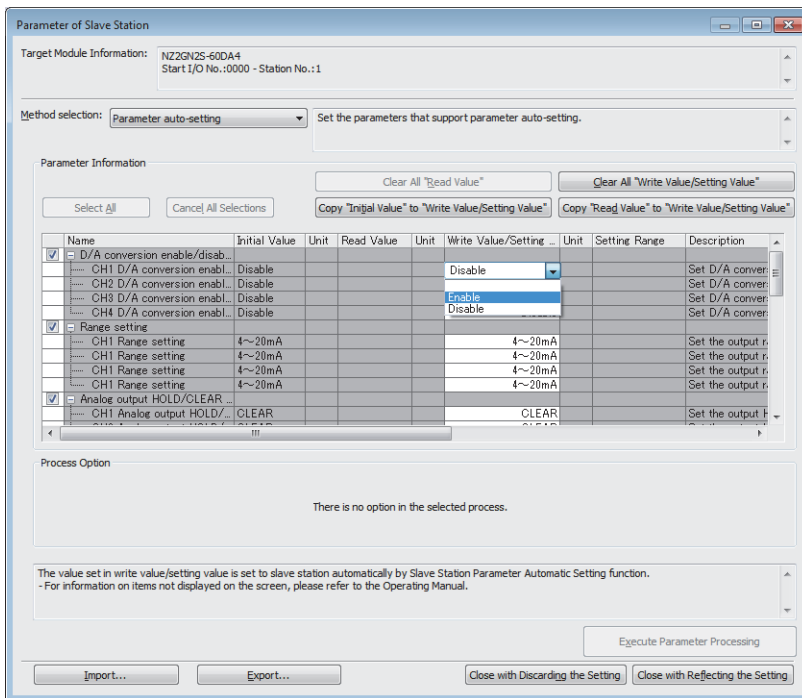 Parameter of Slave Station
Target Module Information: NZ2GN2S-60DA4
Start I/O No.:0000 - Station No.:1
Method selection: Parameter auto-setting Set the parameters that support parameter auto-setting.
Parameter Information
Clear All "Read Value" Clear All "Write Value/Setting Value"
Select All Cancel All Selections Copy "Initial Value" to "Write Value/Setting Value" Copy "Read Value" to "Write Value/Setting Value"
Name Initial Value Unit Read Value Unit Write Value/Setting ... Unit Setting Range Description
D/A conversion enable/disab...
CH1 D/A conversion enabl... Disable Disable Set D/A conver
CH2 D/A conversion enabl... Disable Set D/A conver
CH3 D/A conversion enabl... Disable Enable Set D/A conver
CH4 D/A conversion enabl... Disable Disable Set D/A conver
Range setting
CH1 Range setting 4～20mA 4～20mA Set the output r
CH1 Range setting 4～20mA 4～20mA Set the output r
CH1 Range setting 4～20mA 4～20mA Set the output r
CH1 Range setting 4～20mA 4～20mA Set the output r
Analog output HOLD/CLEAR ...
CH1 Analog output HOLD/... CLEAR CLEAR Set the output H
Process Option
There is no option in the selected process.
The value set in write value/setting value is set to slave station automatically by Slave Station Parameter Automatic Setting function.
- For information on items not displayed on the screen, please refer to the Operating Manual.
Execute Parameter Processing
Import... Export... Close with Discarding the Setting Close with Reflecting the Setting